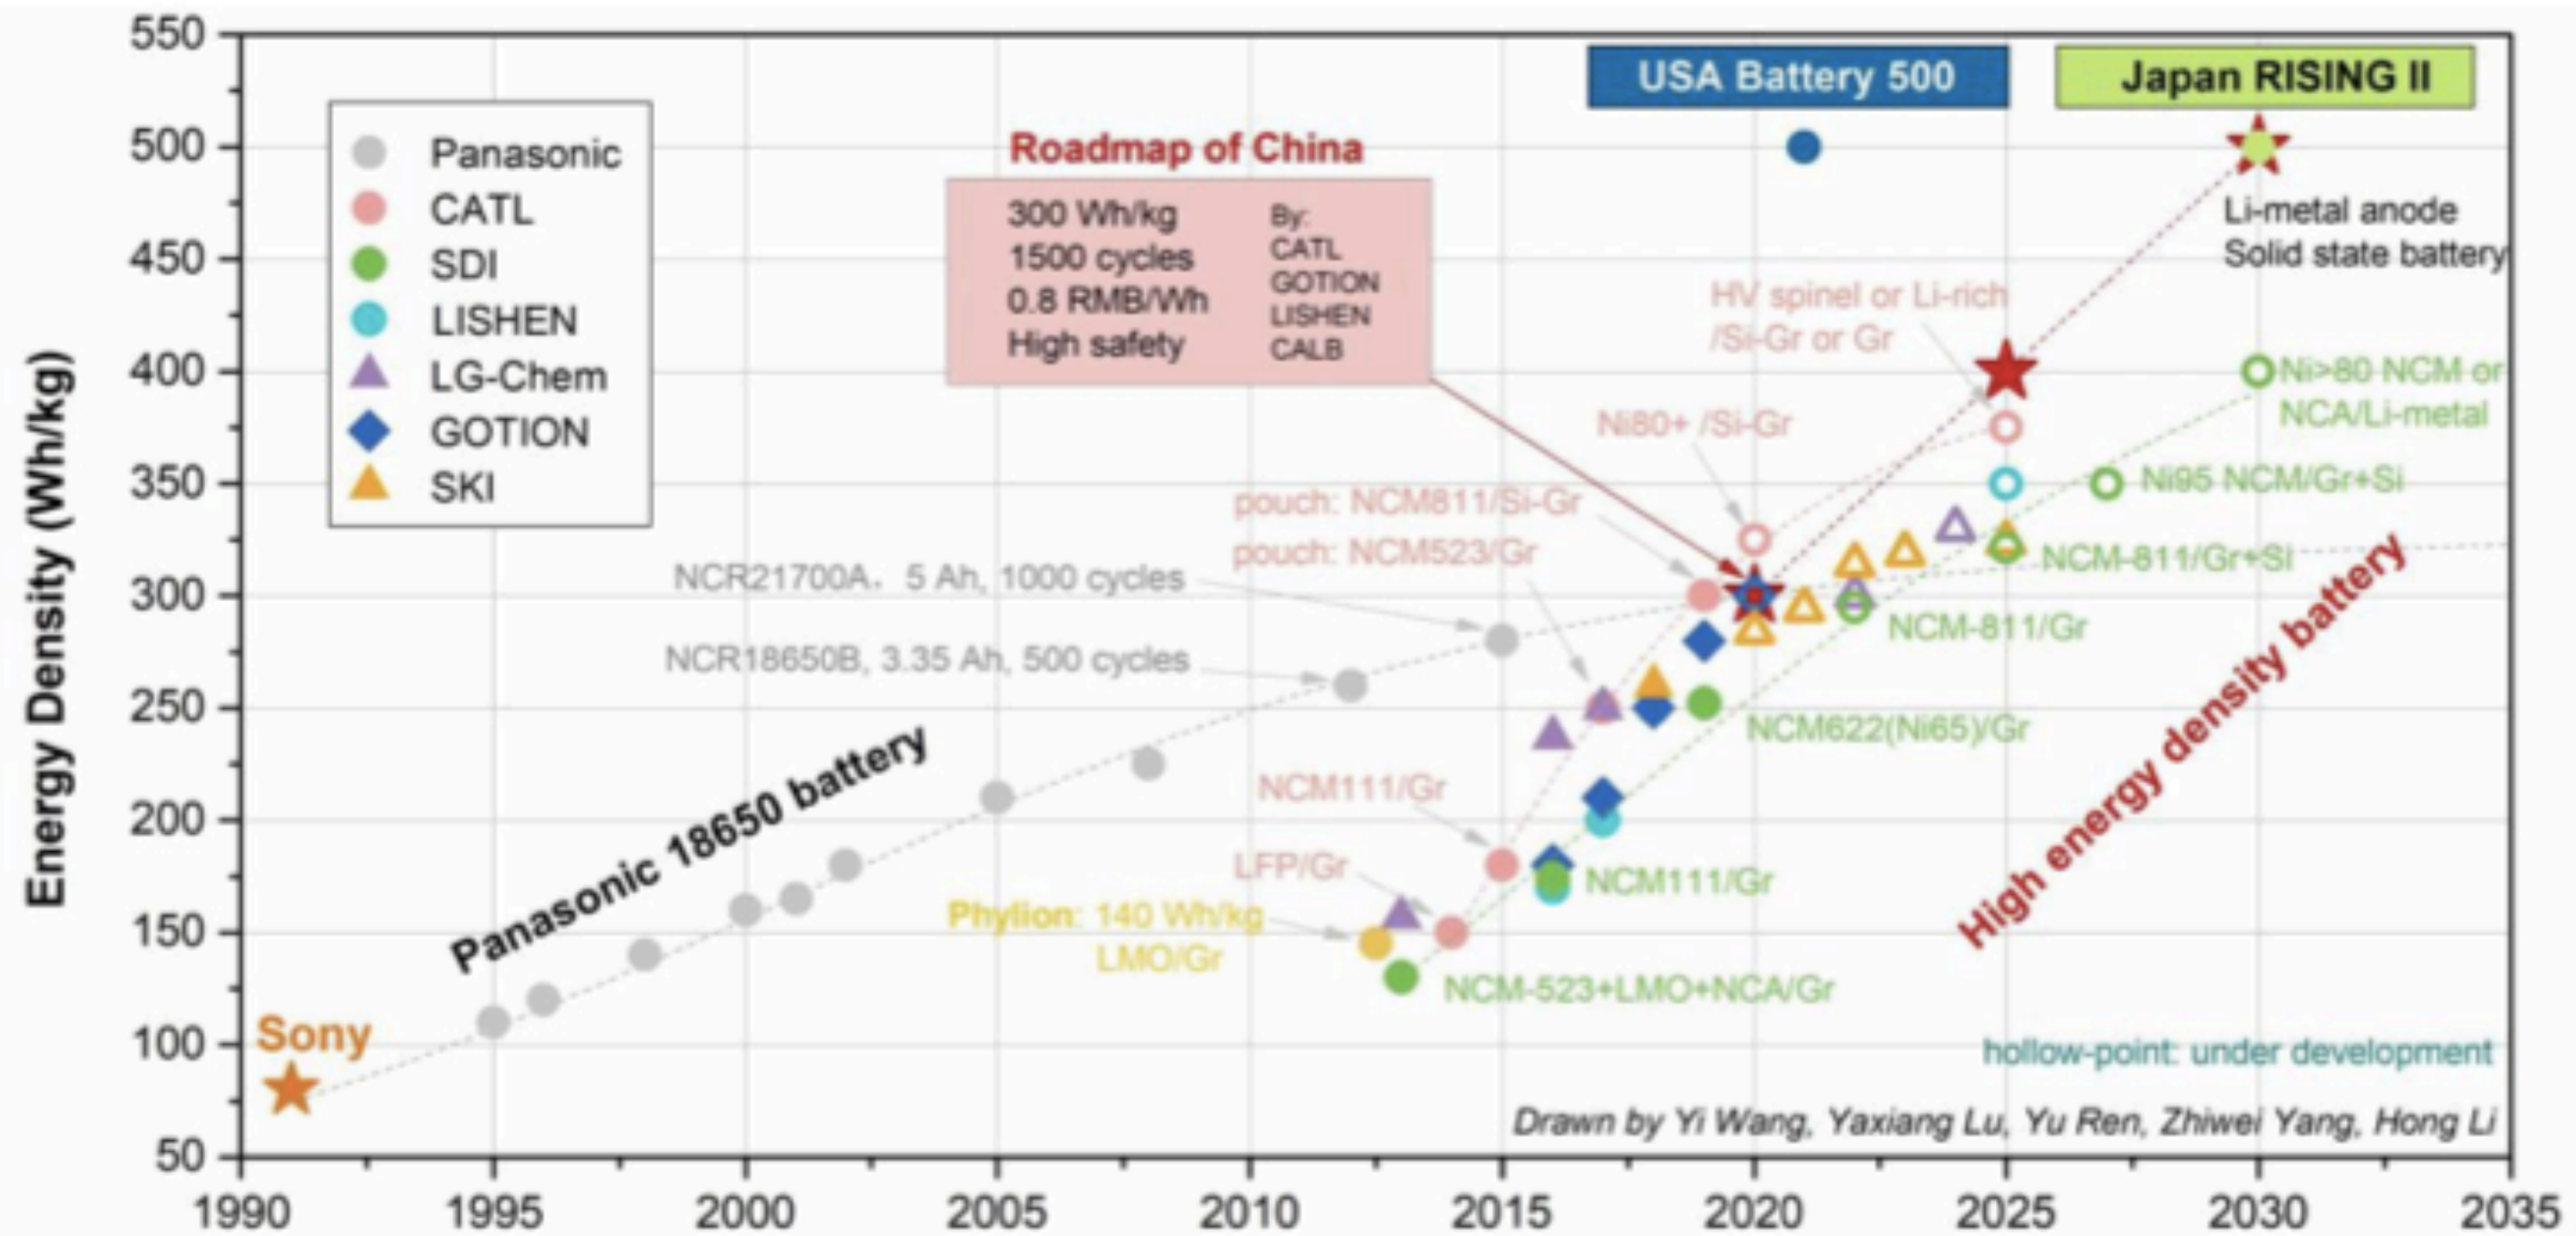 Energy Density (Wh/kg)
550
500
450
400
350
300
250
200
150
100
50
1990
1995
2000
2005
2010
2015
2020
2025
2030
2035
Panasonic
CATL
SDI
LISHEN
LG-Chem
GOTION
SKI
USA Battery 500
Japan RISING II
Roadmap of China
300 Wh/kg
1500 cycles
0.8 RMB/Wh
High safety
By:
CATL
GOTION
LISHEN
CALB
Li-metal anode
Solid state battery
HV spinel or Li-rich
/Si-Gr or Gr
Ni80+ /Si-Gr
Ni>80 NCM or
NCA/Li-metal
Ni95 NCM/Gr+Si
pouch: NCM811/Si-Gr
pouch: NCM523/Gr
NCM-811/Gr+Si
NCR21700A，5 Ah, 1000 cycles
NCM-811/Gr
NCR18650B, 3.35 Ah, 500 cycles
NCM622(Ni65)/Gr
Panasonic 18650 battery
High energy density battery
NCM111/Gr
LFP/Gr
NCM111/Gr
Phylion: 140 Wh/kg
LMO/Gr
NCM-523+LMO+NCA/Gr
Sony
hollow-point: under development
Drawn by Yi Wang, Yaxiang Lu, Yu Ren, Zhiwei Yang, Hong Li